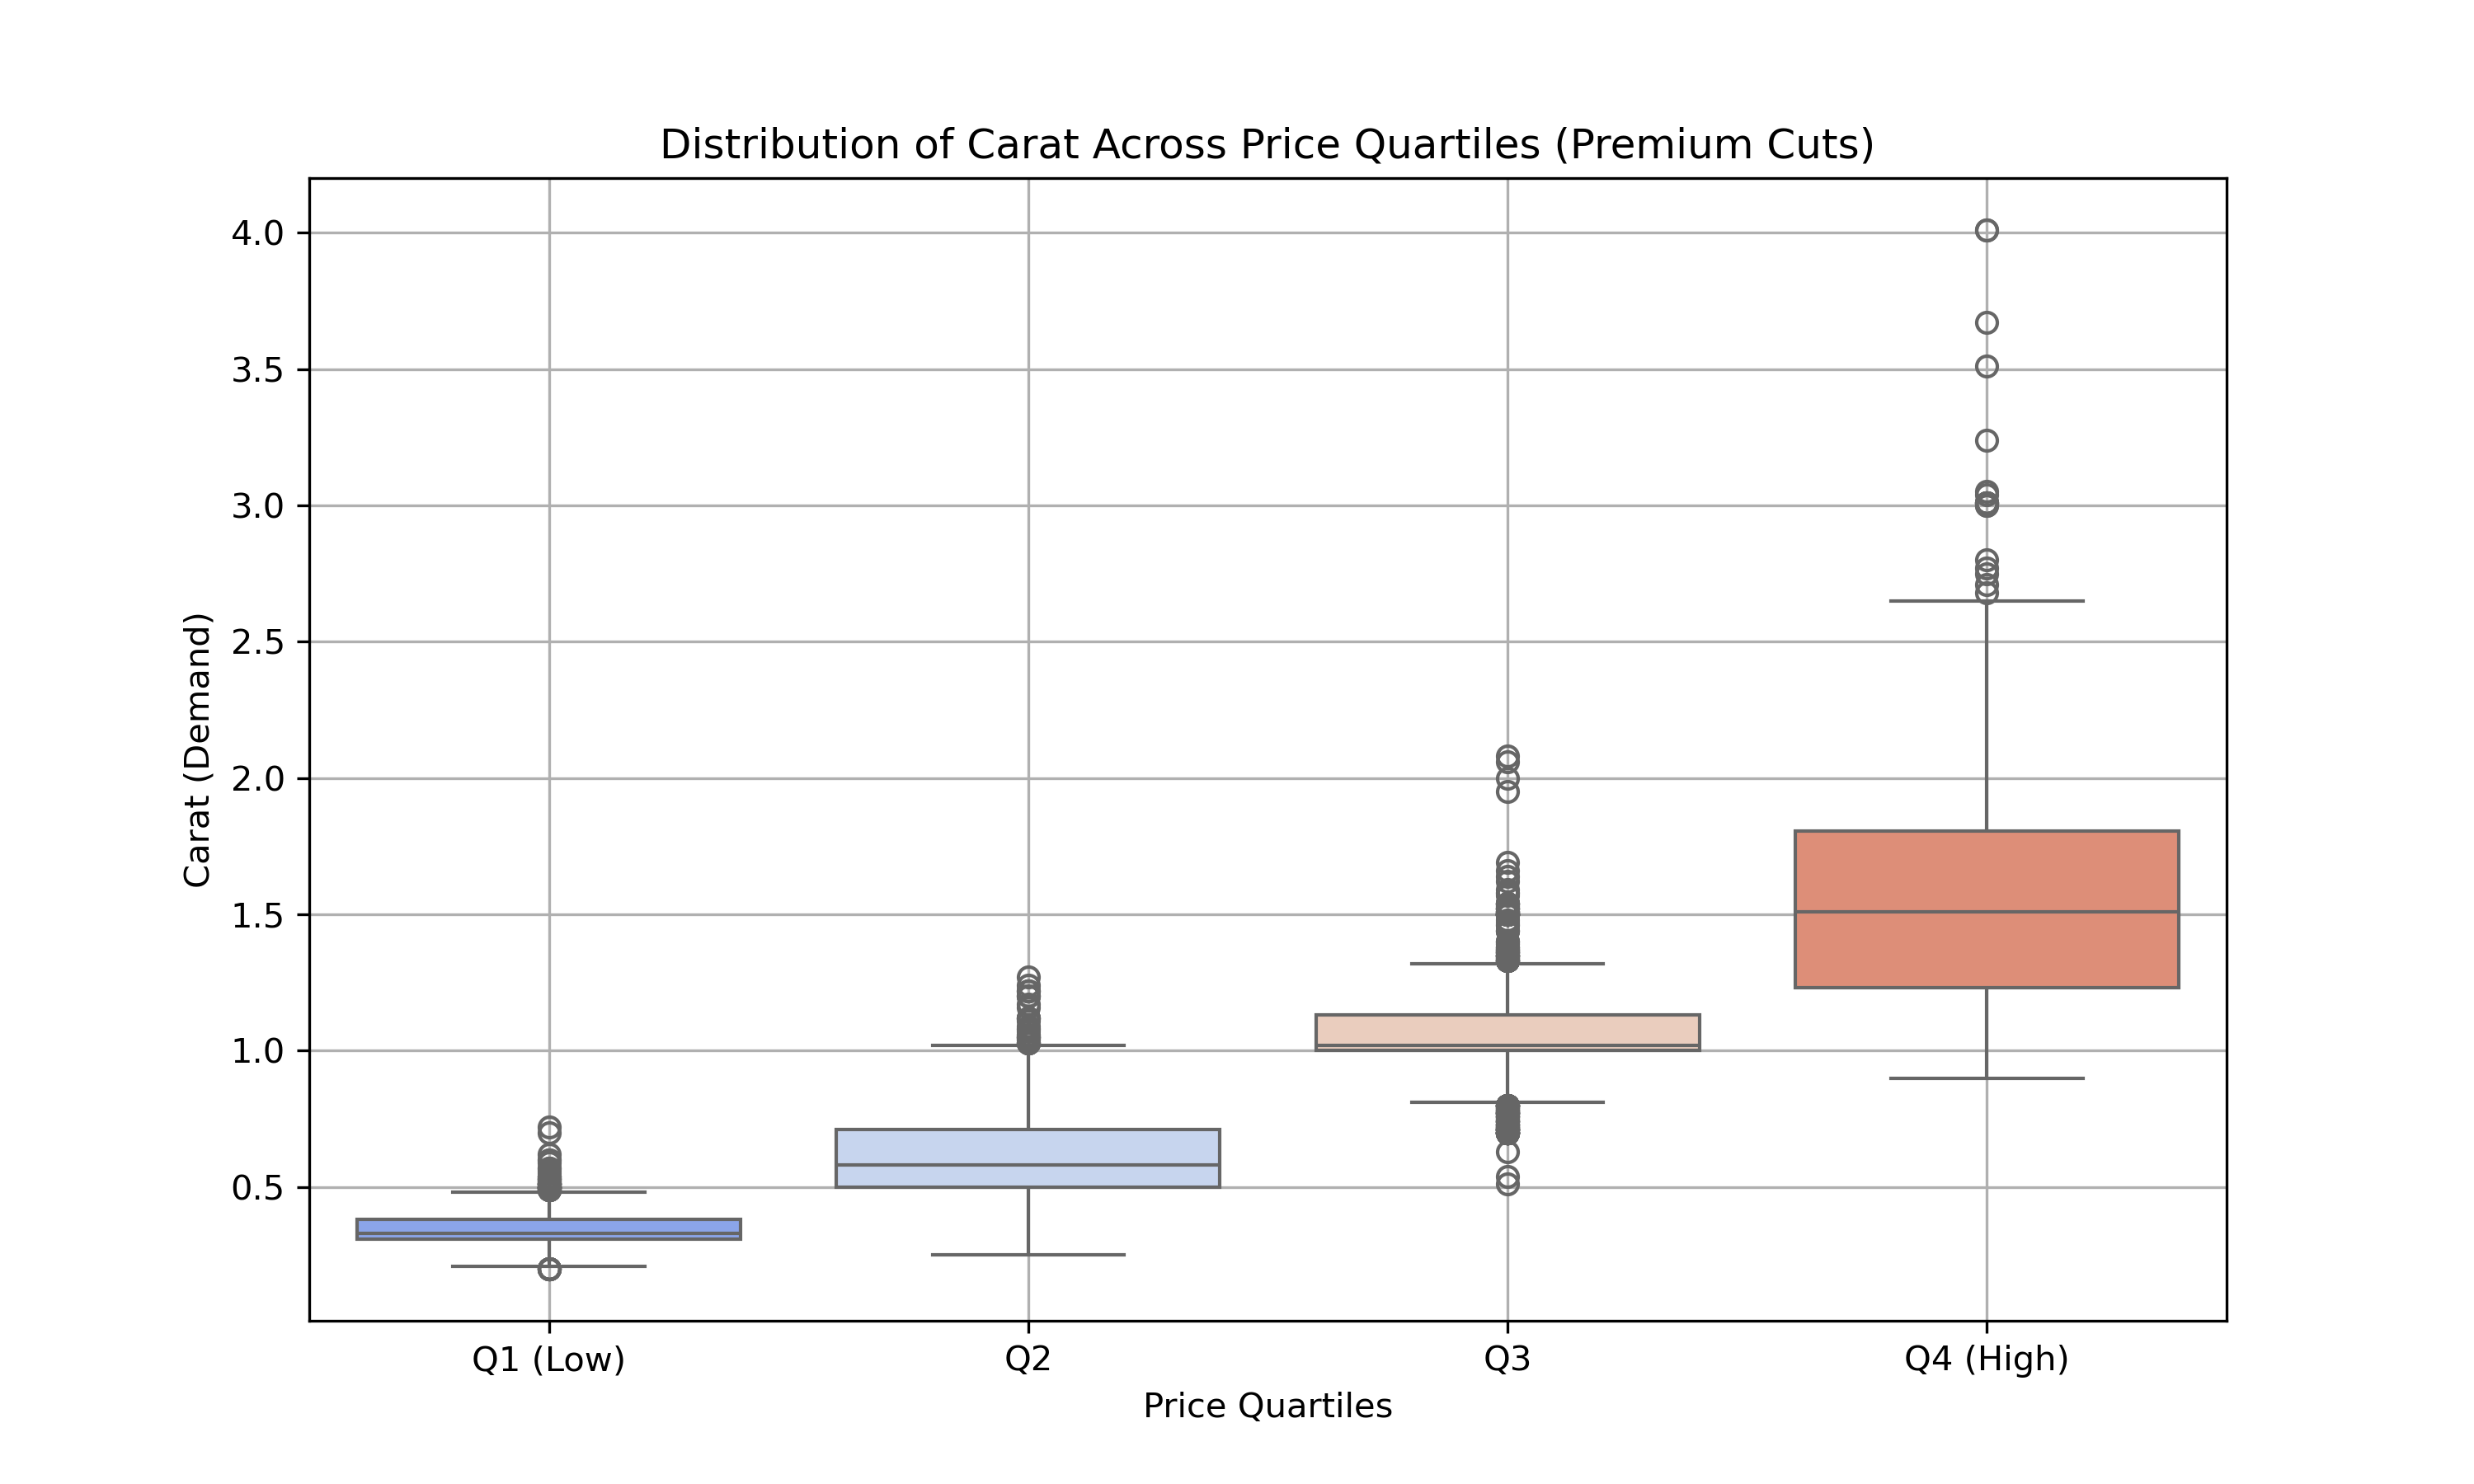 Distribution of Carat Across Price Quartiles (Premium Cuts)
Carat (Demand)
4.0
3.5
3.0
2.5
2.0
1.5
1.0
0.5
Q1 (Low)
Q2
Q3
Q4 (High)
Price Quartiles